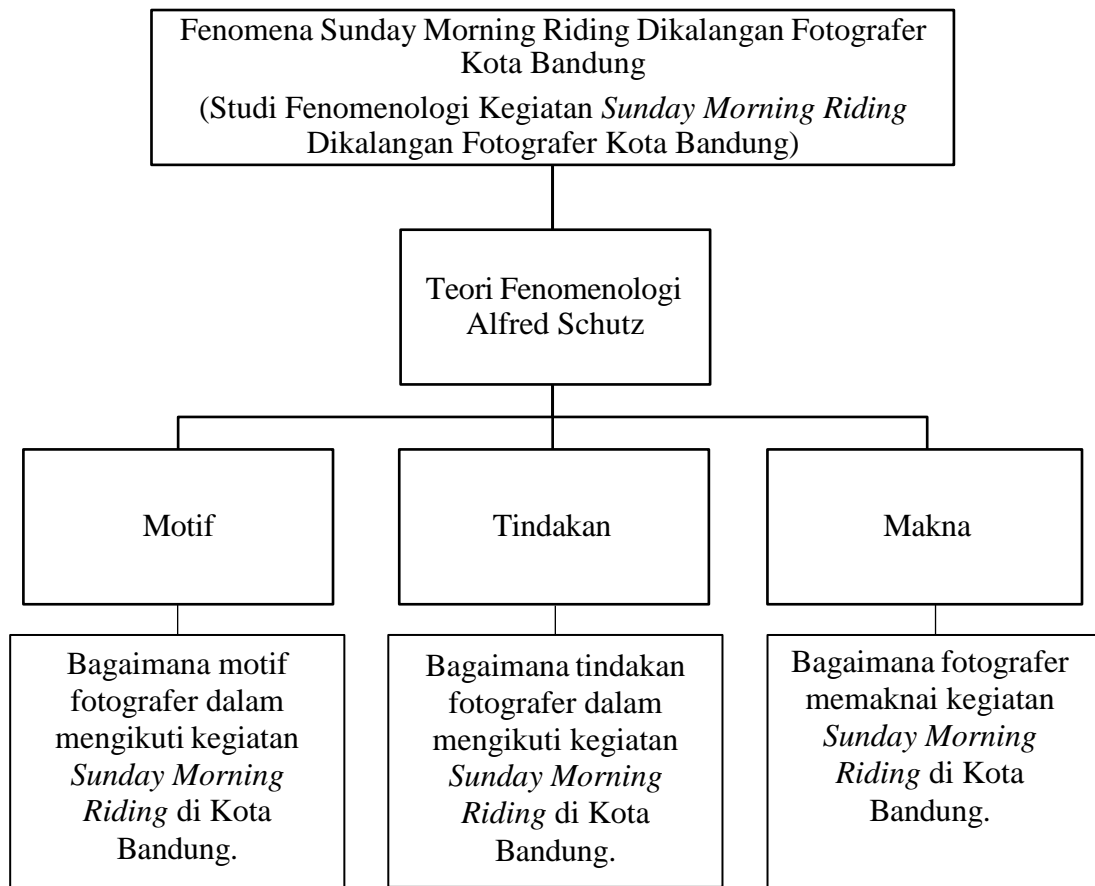 Fenomena Sunday Morning Riding Dikalangan Fotografer
Kota Bandung
(Studi Fenomenologi Kegiatan Sunday Morning Riding
Dikalangan Fotografer Kota Bandung)
Teori Fenomenologi
Alfred Schutz
Motif
Tindakan
Makna
Bagaimana motif
fotografer dalam
mengikuti kegiatan
Sunday Morning
Riding di Kota
Bandung.
Bagaimana tindakan
fotografer dalam
mengikuti kegiatan
Sunday Morning
Riding di Kota
Bandung.
Bagaimana fotografer
memaknai kegiatan
Sunday Morning
Riding di Kota
Bandung.